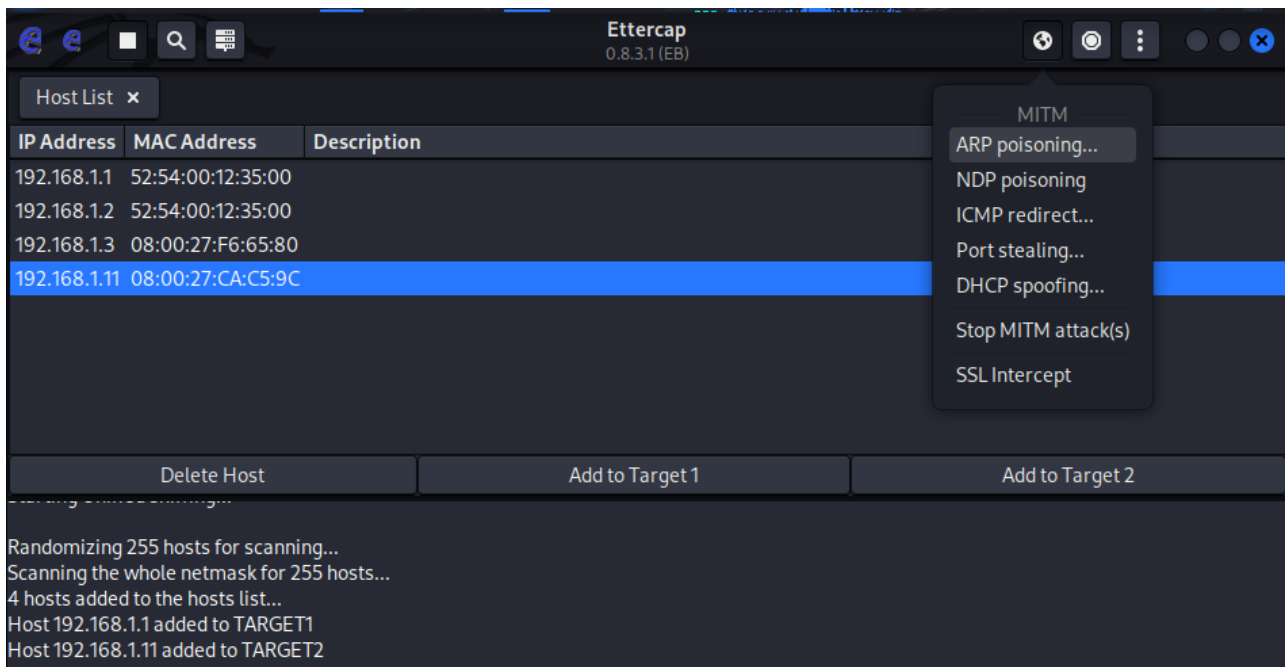 Ettercap
0.8.3.1 (EB)
Host List ×
IP Address MAC Address Description
192.168.1.1 52:54:00:12:35:00
192.168.1.2 52:54:00:12:35:00
192.168.1.3 08:00:27:F6:65:80
192.168.1.11 08:00:27:CA:C5:9C
MITM
ARP poisoning...
NDP poisoning
ICMP redirect...
Port stealing...
DHCP spoofing...
Stop MITM attack(s)
SSL Intercept
Delete Host Add to Target 1 Add to Target 2
Randomizing 255 hosts for scanning...
Scanning the whole netmask for 255 hosts...
4 hosts added to the hosts list...
Host 192.168.1.1 added to TARGET1
Host 192.168.1.11 added to TARGET2